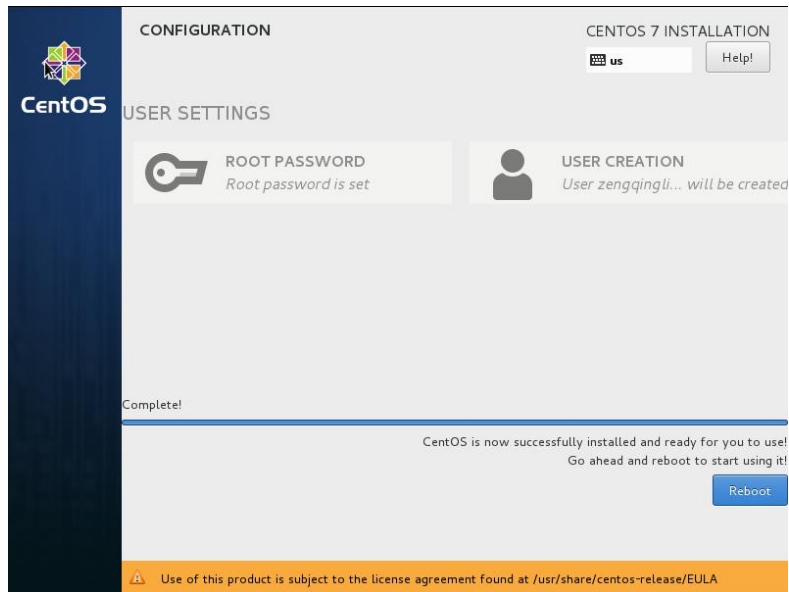 CONFIGURATION
CENTOS 7 INSTALLATION
us
Help!
CentOS
USER SETTINGS
ROOT PASSWORD
Root password is set
USER CREATION
User zengqingli... will be created
Complete!
CentOS is now successfully installed and ready for you to use!
Go ahead and reboot to start using it!
Reboot
Use of this product is subject to the license agreement found at /usr/share/centos-release/EULA